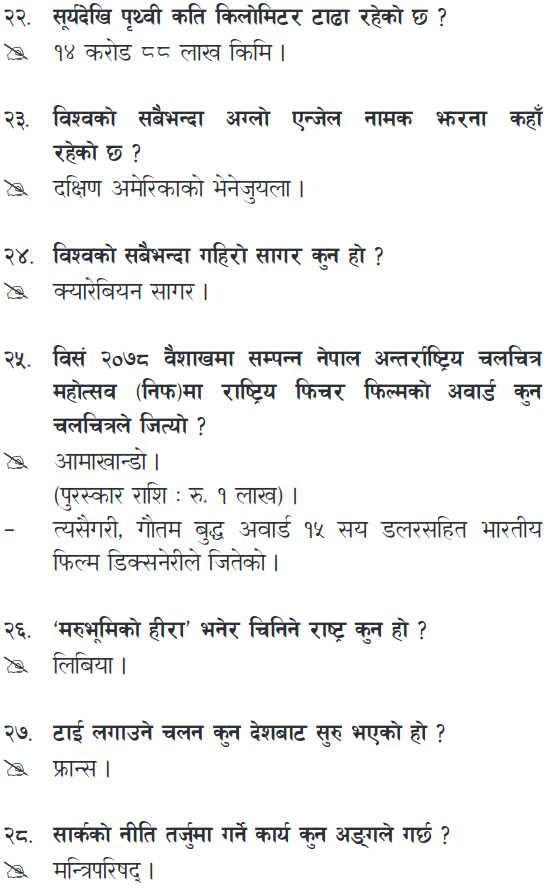 २२. सूर्यदेखि पृथ्वी कति किलोमिटर टाढा रहेको छ ?
१४ करोड ८८ लाख किमि ।
२३. विश्वको सबैभन्दा अग्लो एन्जेल नामक झरना कहाँ
रहेको छ ?
दक्षिण अमेरिकाको भेनेजुयला ।
२४. विश्वको सबैभन्दा गहिरो सागर कुन हो ?
क्यारेबियन सागर ।
२५. विसं २०७८ वैशाखमा सम्पन्न नेपाल अन्तर्राष्ट्रिय चलचित्र
महोत्सव (निफ)मा राष्ट्रिय फिचर फिल्मको अवार्ड कुन
चलचित्रले जित्यो ?
आमाखान्डो ।
(पुरस्कार राशि : रु. १ लाख) ।
– त्यसैगरी, गौतम बुद्ध अवार्ड १५ सय डलरसहित भारतीय
फिल्म डिक्सनेरीले जितेको ।
२६. ‘मरुभूमिको हीरा’ भनेर चिनिने राष्ट्र कुन हो ?
लिबिया ।
२७. टाई लगाउने चलन कुन देशबाट सुरु भएको हो ?
फ्रान्स ।
२८. सार्कको नीति तर्जुमा गर्ने कार्य कुन अङ्गले गर्छ ?
मन्त्रिपरिषद् ।